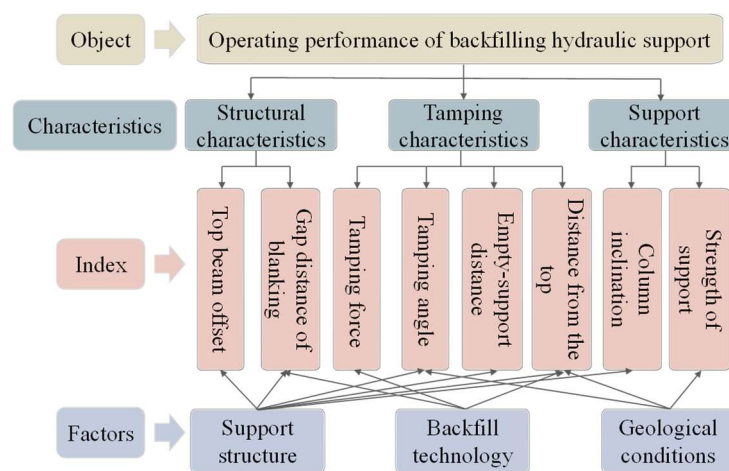 Object
Operating performance of backfilling hydraulic support
Characteristics
Structural
characteristics
Tamping
characteristics
Support
characteristics
Index
Top beam offset
Gap distance of
blanking
Tamping force
Tamping angle
Empty-support
distance
Distance from the
top
Column
inclination
Strength of
support
Factors
Support
structure
Backfill
technology
Geological
conditions